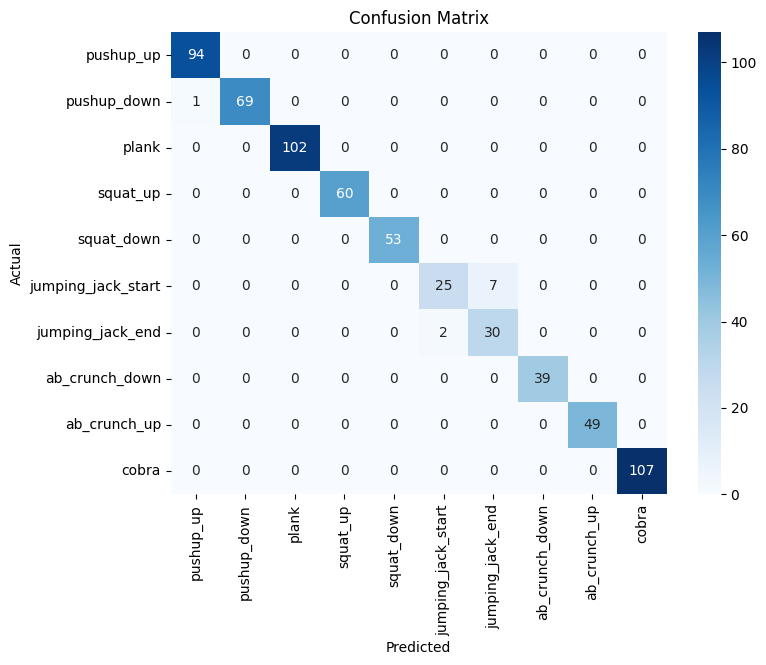 Confusion Matrix
Actual
pushup_up 94 0 0 0 0 0 0 0 0 0
pushup_down 1 69 0 0 0 0 0 0 0 0
plank 0 0 102 0 0 0 0 0 0 0
squat_up 0 0 0 60 0 0 0 0 0 0
squat_down 0 0 0 0 53 0 0 0 0 0
jumping_jack_start 0 0 0 0 0 25 7 0 0 0
jumping_jack_end 0 0 0 0 0 2 30 0 0 0
ab_crunch_down 0 0 0 0 0 0 0 39 0 0
ab_crunch_up 0 0 0 0 0 0 0 0 49 0
cobra 0 0 0 0 0 0 0 0 0 107
pushup_up
pushup_down
plank
squat_up
squat_down
jumping_jack_start
jumping_jack_end
ab_crunch_down
ab_crunch_up
cobra
Predicted
100
80
60
40
20
0